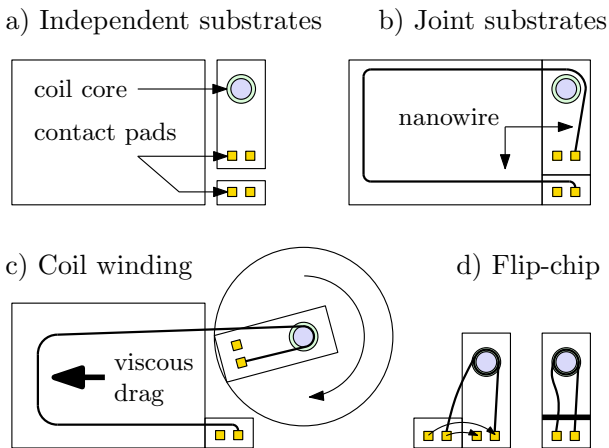 a) Independent substrates
b) Joint substrates
coil core
contact pads
nanowire
c) Coil winding
d) Flip-chip
viscous
drag